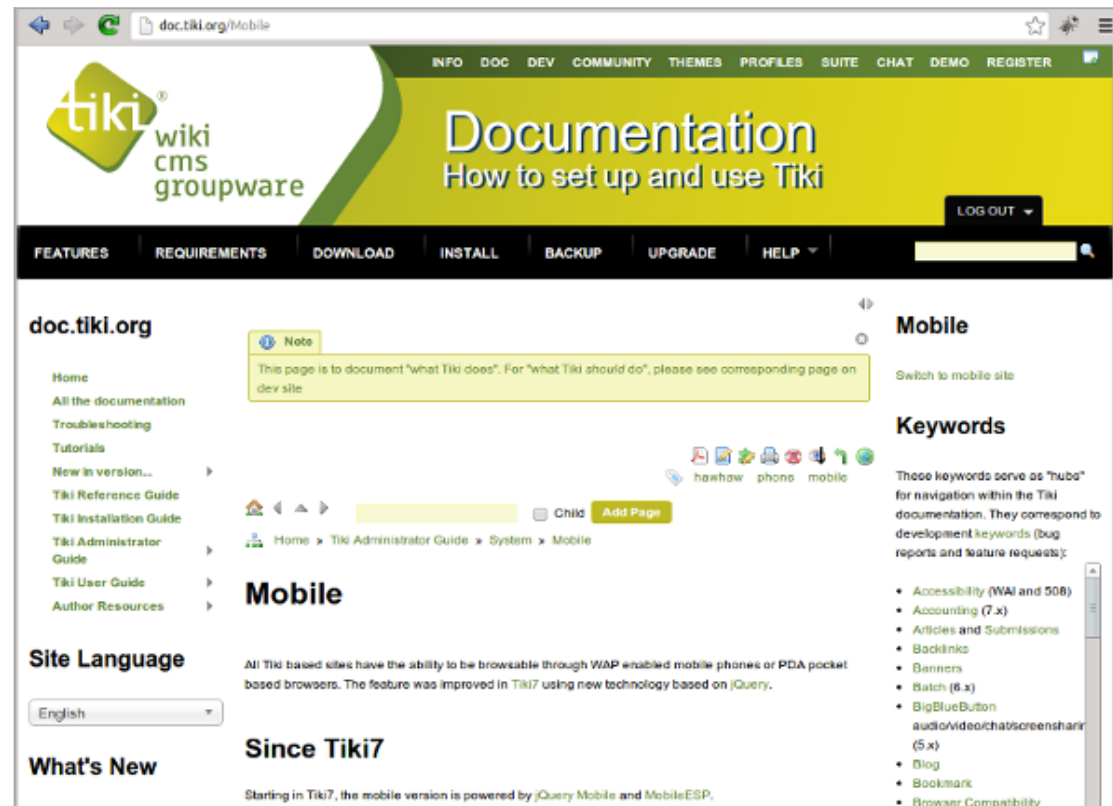 doc.tiki.org/Mobile
INFO DOC DEV COMMUNITY THEMES PROFILES SUITE CHAT DEMO REGISTER
tiki®
wiki
cms
groupware
Documentation
How to set up and use Tiki
LOG OUT
FEATURES REQUIREMENTS DOWNLOAD INSTALL BACKUP UPGRADE HELP
doc.tiki.org
Home
All the documentation
Troubleshooting
Tutorials
New in version...
Tiki Reference Guide
Tiki Installation Guide
Tiki Administrator
Guide
Tiki User Guide
Author Resources
Site Language
English
What's New
Note
This page is to document "what Tiki does". For "what Tiki should do", please see corresponding page on
dev site
hawhaw phone mobile
Child Add Page
Home » Tiki Administrator Guide » System » Mobile
Mobile
All Tiki based sites have the ability to be browsable through WAP enabled mobile phones or PDA pocket
based browsers. The feature was improved in Tiki7 using new technology based on jQuery.
Since Tiki7
Starting in Tiki7, the mobile version is powered by jQuery Mobile and MobileESP.
Mobile
Switch to mobile site
Keywords
These keywords serve as "hubs"
for navigation within the Tiki
documentation. They correspond to
development keywords (bug
reports and feature requests):
• Accessibility (WAI and 508)
• Accounting (7.x)
• Articles and Submissions
• Backlinks
• Banners
• Batch (6.x)
• BigBlueButton
audio/video/chat/screensharin
(5.x)
• Blog
• Bookmark
• Browser Compatibility